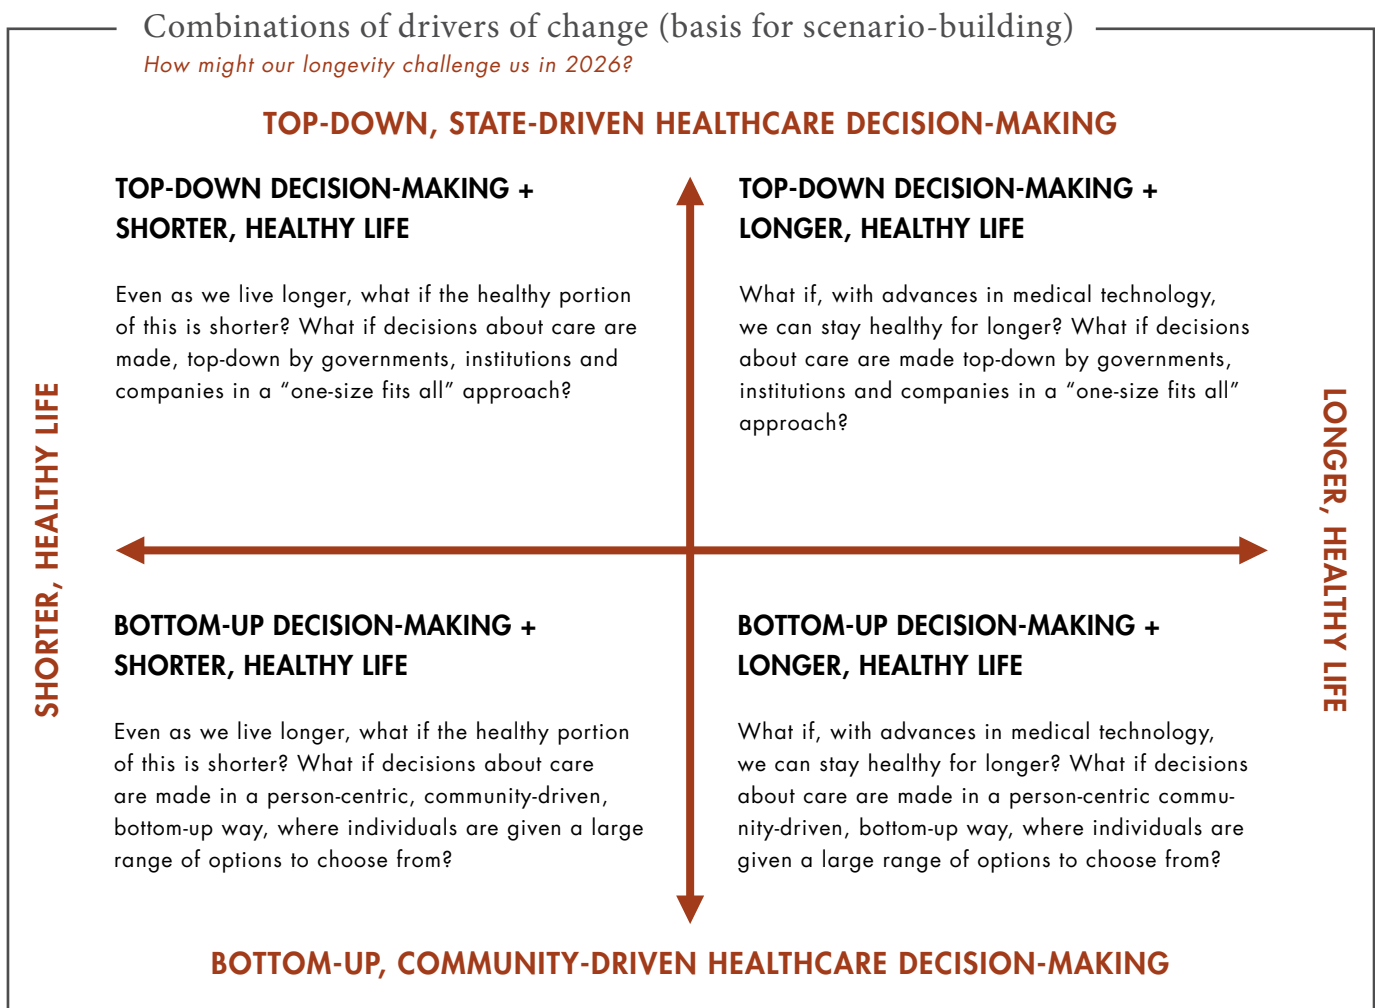 Combinations of drivers of change (basis for scenario-building)
How might our longevity challenge us in 2026?
TOP-DOWN, STATE-DRIVEN HEALTHCARE DECISION-MAKING
TOP-DOWN DECISION-MAKING +
SHORTER, HEALTHY LIFE
Even as we live longer, what if the healthy portion
of this is shorter? What if decisions about care are
made, top-down by governments, institutions and
companies in a “one-size fits all” approach?
TOP-DOWN DECISION-MAKING +
LONGER, HEALTHY LIFE
What if, with advances in medical technology,
we can stay healthy for longer? What if decisions
about care are made top-down by governments,
institutions and companies in a “one-size fits all”
approach?
SHORTER, HEALTHY LIFE
LONGER, HEALTHY LIFE
BOTTOM-UP DECISION-MAKING +
SHORTER, HEALTHY LIFE
Even as we live longer, what if the healthy portion
of this is shorter? What if decisions about care
are made in a person-centric, community-driven,
bottom-up way, where individuals are given a large
range of options to choose from?
BOTTOM-UP DECISION-MAKING +
LONGER, HEALTHY LIFE
What if, with advances in medical technology,
we can stay healthy for longer? What if decisions
about care are made in a person-centric commu-
nity-driven, bottom-up way, where individuals are
given a large range of options to choose from?
BOTTOM-UP, COMMUNITY-DRIVEN HEALTHCARE DECISION-MAKING